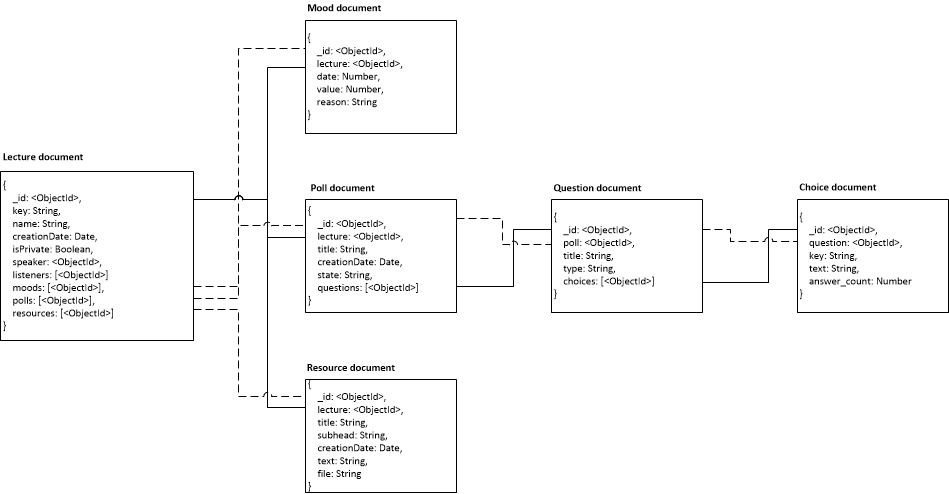 Mood document
{
_id: <ObjectId>,
lecture: <ObjectId>,
date: Number,
value: Number,
reason: String
}
Lecture document
{
_id: <ObjectId>,
key: String,
name: String,
creationDate: Date,
isPrivate: Boolean,
speaker: <ObjectId>,
listeners: [<ObjectId>]
moods: [<ObjectId>],
polls: [<ObjectId>],
resources: [<ObjectId>]
}
Poll document
{
_id: <ObjectId>,
lecture: <ObjectId>,
title: String,
creationDate: Date,
state: String,
questions: [<ObjectId>]
}
Question document
{
_id: <ObjectId>,
poll: <ObjectId>,
title: String,
type: String,
choices: [<ObjectId>]
}
Choice document
{
_id: <ObjectId>,
question: <ObjectId>,
key: String,
text: String,
answer_count: Number
}
Resource document
{
_id: <ObjectId>,
lecture: <ObjectId>,
title: String,
subhead: String,
creationDate: Date,
text: String,
file: String
}